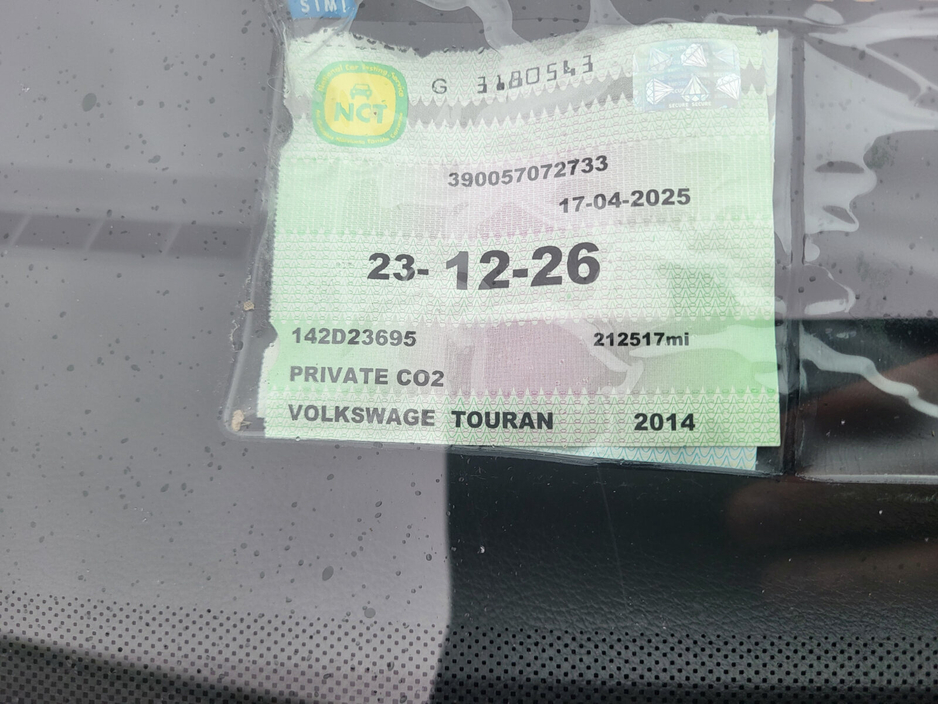 SIMI
NCT
G 3180543
390057072733
17-04-2025
23-12-26
142D23695 212517mi
PRIVATE CO2
VOLKSWAGE TOURAN 2014